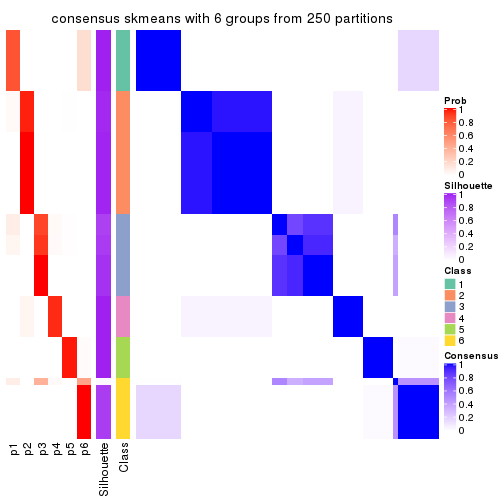 consensus skmeans with 6 groups from 250 partitions
Prob
1
0.8
0.6
0.4
0.2
0
Silhouette
1
0.8
0.6
0.4
0.2
0
Class
1
2
3
4
5
6
Consensus
1
0.8
0.6
0.4
0.2
0
p1
p2
p3
p4
p5
p6
Silhouette
Class